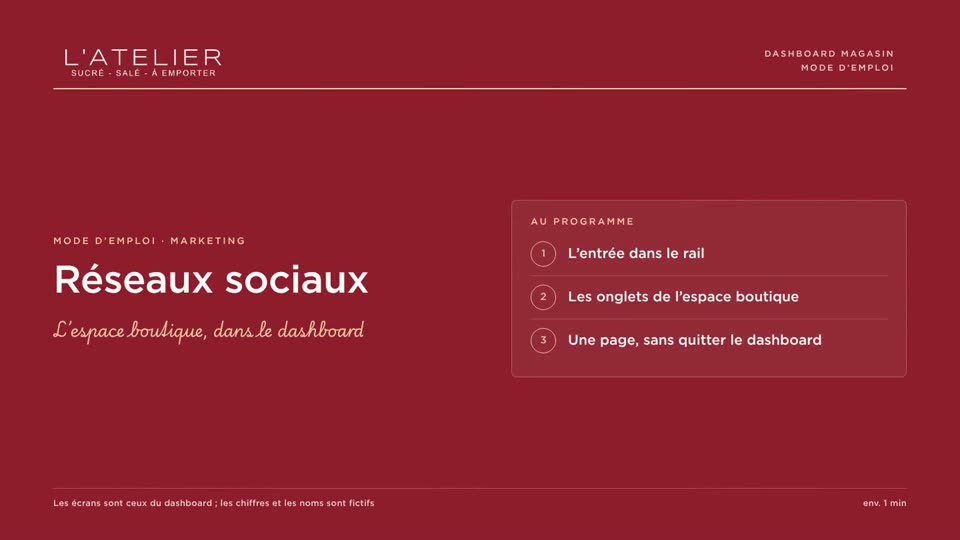 L'ATELIER
SUCRÉ - SALÉ - À EMPORTER
DASHBOARD MAGASIN
MODE D'EMPLOI
MODE D'EMPLOI · MARKETING
Réseaux sociaux
L'espace boutique, dans le dashboard
AU PROGRAMME
1 L'entrée dans le rail
2 Les onglets de l'espace boutique
3 Une page, sans quitter le dashboard
Les écrans sont ceux du dashboard ; les chiffres et les noms sont fictifs
env. 1 min